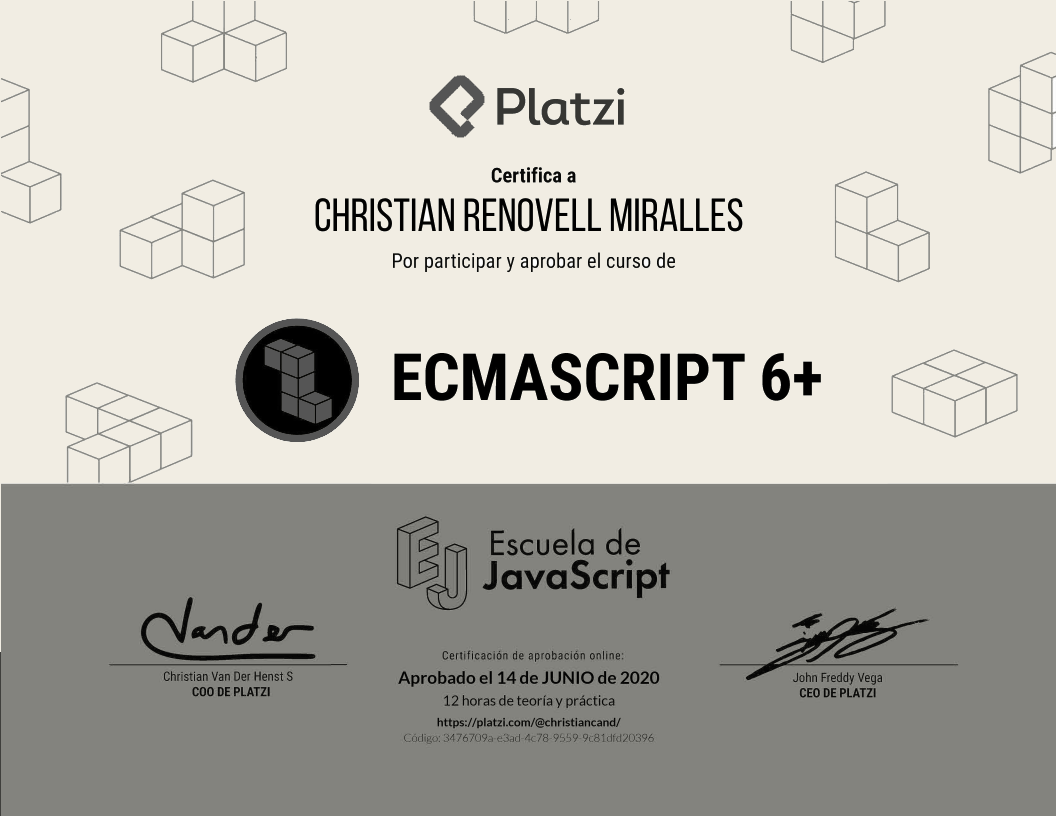 Platzi
Certifica a
CHRISTIAN RENOVELL MIRALLES
Por participar y aprobar el curso de
ECMASCRIPT 6+
EJ
Escuela de
JavaScript
Vander
Christian Van Der Henst S
COO DE PLATZI
Certificación de aprobación online:
Aprobado el 14 de JUNIO de 2020
12 horas de teoría y práctica
https://platzi.com/@christiancand/
Código: 3476709a-e3ad-4c78-9559-9c81dfd20396
John Freddy Vega
CEO DE PLATZI